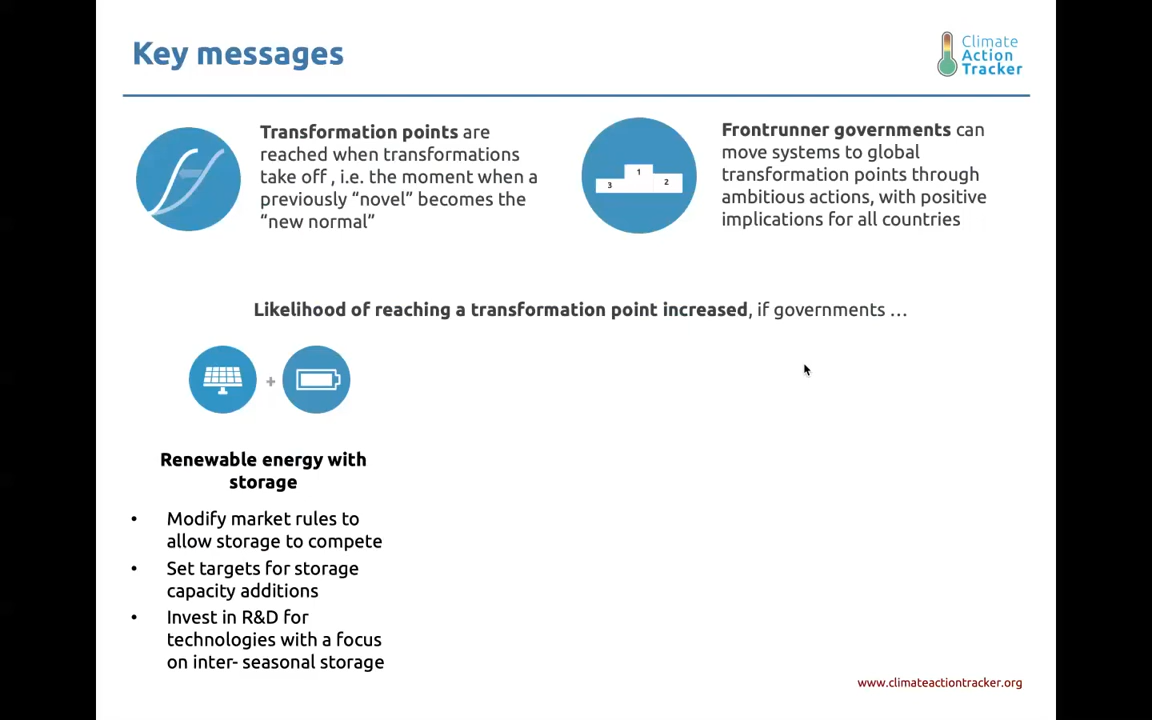 Key messages
Climate
Action
Tracker
Transformation points are
reached when transformations
take off , i.e. the moment when a
previously “novel” becomes the
“new normal”
1
2
3
Frontrunner governments can
move systems to global
transformation points through
ambitious actions, with positive
implications for all countries
Likelihood of reaching a transformation point increased, if governments …
+
Renewable energy with
storage
• Modify market rules to
allow storage to compete
• Set targets for storage
capacity additions
• Invest in R&D for
technologies with a focus
on inter- seasonal storage
www.climateactiontracker.org